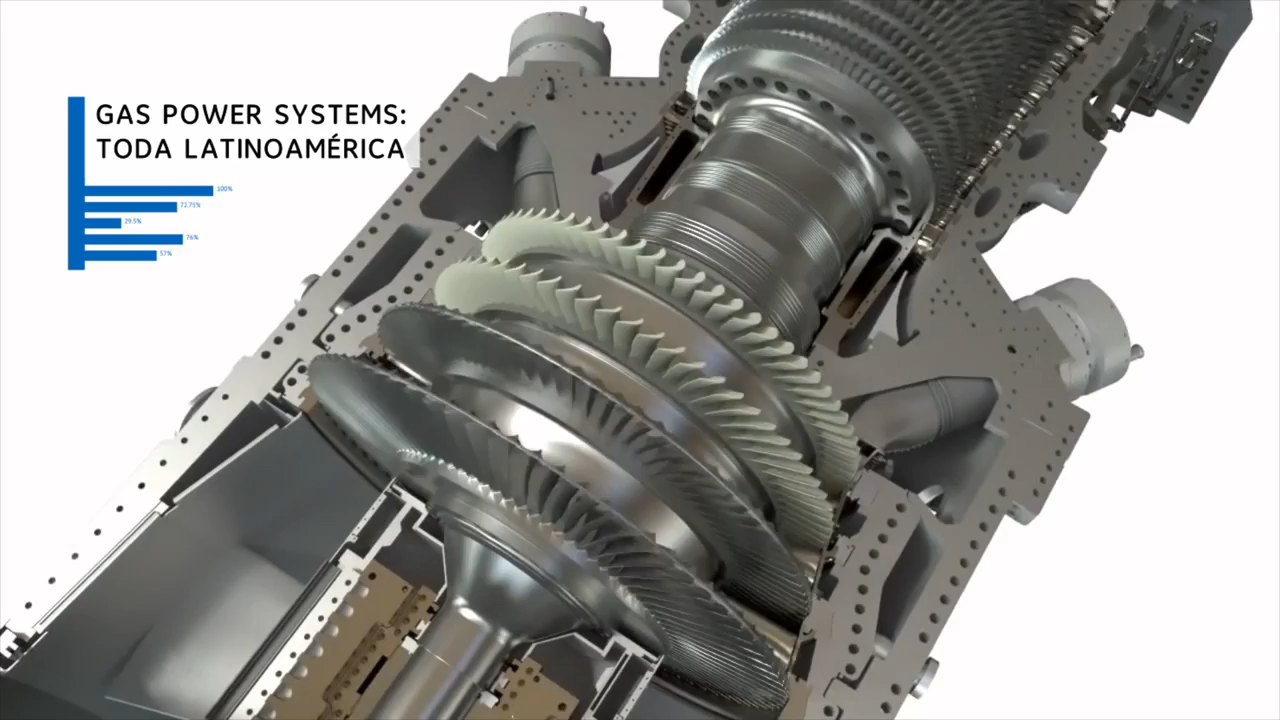 GAS POWER SYSTEMS:
TODA LATINOAMÉRICA
100%
72.75%
29.5%
76%
57%